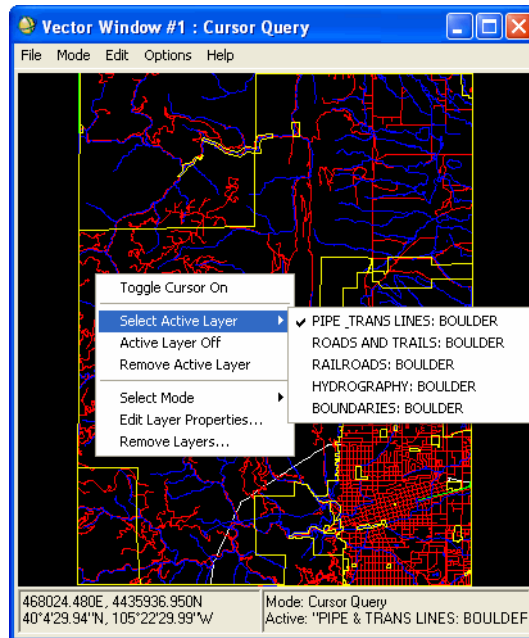 Vector Window #1 : Cursor Query
File Mode Edit Options Help
Toggle Cursor On
Select Active Layer
Active Layer Off
Remove Active Layer
Select Mode
Edit Layer Properties...
Remove Layers...
PIPE _TRANS LINES: BOULDER
ROADS AND TRAILS: BOULDER
RAILROADS: BOULDER
HYDROGRAPHY: BOULDER
BOUNDARIES: BOULDER
468024.480E, 4435936.950N
40°4'29.94"N, 105°22'29.99"W
Mode: Cursor Query
Active: "PIPE & TRANS LINES: BOULDER